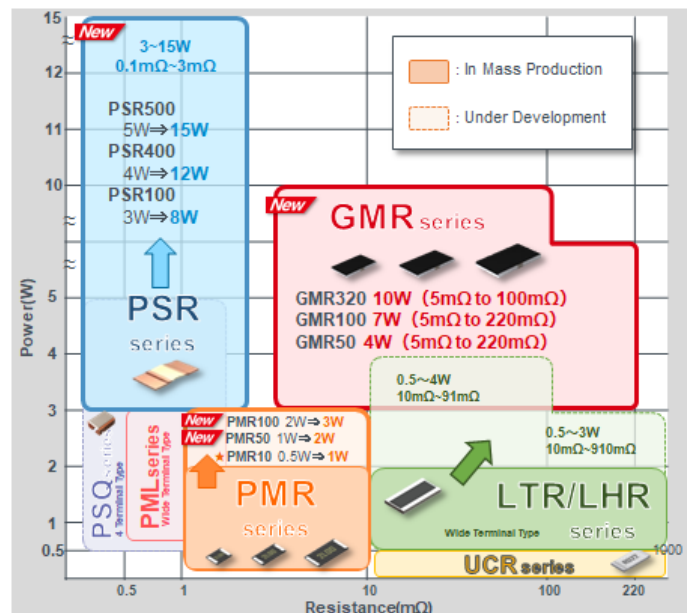 New
3~15W
0.1mΩ~3mΩ
PSR500
5W⇒15W
PSR400
4W⇒12W
PSR100
3W⇒8W
PSR
series
: In Mass Production
: Under Development
New
GMR series
GMR320 10W (5mΩ to 100mΩ)
GMR100 7W (5mΩ to 220mΩ)
GMR50 4W (5mΩ to 220mΩ)
0.5～4W
10mΩ~91mΩ
0.5～3W
10mΩ~910mΩ
New PMR100 2W⇒3W
New PMR50 1W⇒2W
★PMR10 0.5W⇒1W
PMR
series
PSQ series
4 Terminal Type
PML series
Wide Terminal Type
LTR/LHR
Wide Terminal Type series
UCR series
Power(W)
15
12
11
10
5
4
3
2
1
0.5
≈
≈
≈
0.5
1
10
100
220
1000
Resistance(mΩ)